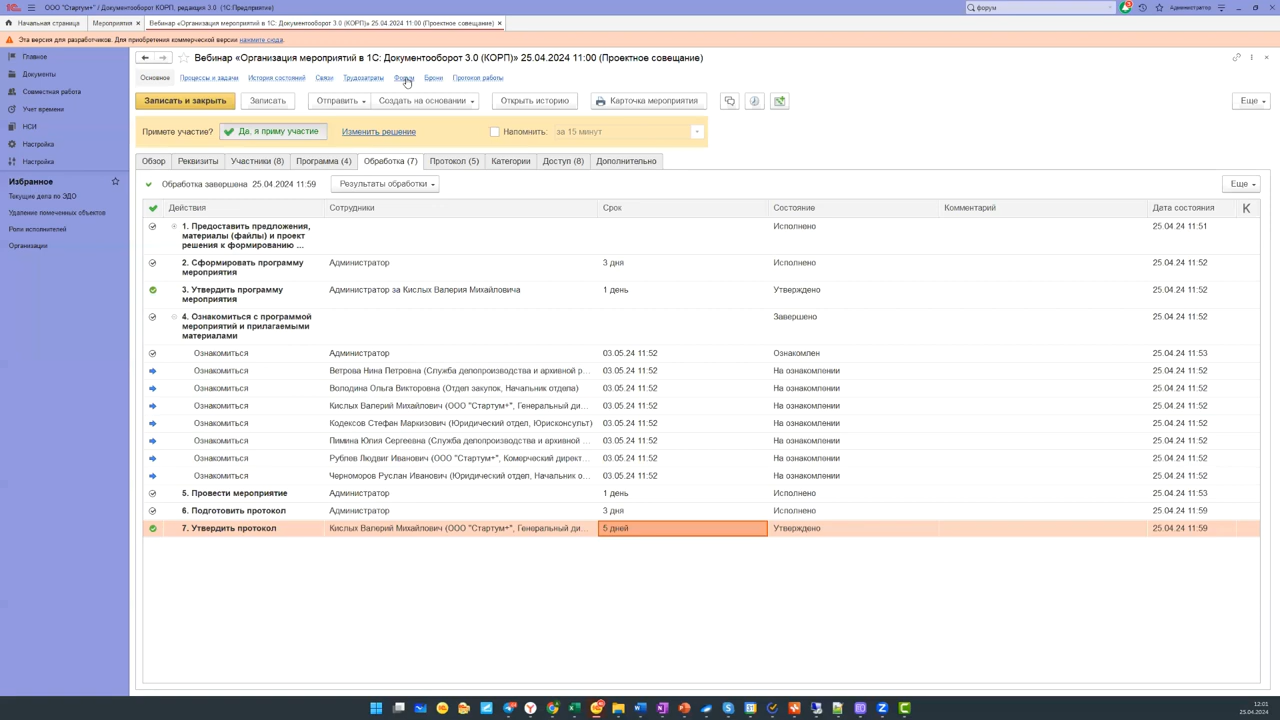 ООО "Стартум+" / Документооборот КОРП, редакция 3.0 (1С:Предприятие)
форум
Администратор
Начальная страница
Мероприятия ×
Вебинар «Организация мероприятий в 1С: Документооборот 3.0 (КОРП)» 25.04.2024 11:00 (Проектное совещание) ×
Эта версия для разработчиков. Для приобретения коммерческой версии нажмите сюда.
Главное
Документы
Совместная работа
Учет времени
НСИ
Настройка
Настройка
Избранное
Текущие дела по ЭДО
Удаление помеченных объектов
Роли исполнителей
Организации
Вебинар «Организация мероприятий в 1С: Документооборот 3.0 (КОРП)» 25.04.2024 11:00 (Проектное совещание)
Основное Процессы и задачи История состояний Связи Трудозатраты Форум Брони Протокол работы
Записать и закрыть Записать Отправить Создать на основании Открыть историю Карточка мероприятия Еще
Примете участие? Да, я приму участие Изменить решение Напомнить: за 15 минут
Обзор Реквизиты Участники (8) Программа (4) Обработка (7) Протокол (5) Категории Доступ (8) Дополнительно
Обработка завершена 25.04.2024 11:59 Результаты обработки Еще
Действия Сотрудники Срок Состояние Комментарий Дата состояния К
1. Предоставить предложения, Исполнено 25.04.24 11:51
материалы (файлы) и проект
решения к формированию ...
2. Сформировать программу Администратор 3 дня Исполнено 25.04.24 11:52
мероприятия
3. Утвердить программу Администратор за Кислых Валерия Михайловича 1 день Утверждено 25.04.24 11:52
мероприятия
4. Ознакомиться с программой Завершено 25.04.24 11:52
мероприятий и прилагаемыми
материалами
Ознакомиться Администратор 03.05.24 11:52 Ознакомлен 25.04.24 11:53
Ознакомиться Ветрова Нина Петровна (Служба делопроизводства и архивной р... 03.05.24 11:52 На ознакомлении 25.04.24 11:52
Ознакомиться Володина Ольга Викторовна (Отдел закупок, Начальник отдела) 03.05.24 11:52 На ознакомлении 25.04.24 11:52
Ознакомиться Кислых Валерий Михайлович (ООО "Стартум+", Генеральный ди... 03.05.24 11:52 На ознакомлении 25.04.24 11:52
Ознакомиться Кодексов Стефан Маркизович (Юридический отдел, Юрисконсульт) 03.05.24 11:52 На ознакомлении 25.04.24 11:52
Ознакомиться Пимина Юлия Сергеевна (Служба делопроизводства и архивной ... 03.05.24 11:52 На ознакомлении 25.04.24 11:52
Ознакомиться Рублев Людвиг Иванович (ООО "Стартум+", Комерческий директ... 03.05.24 11:52 На ознакомлении 25.04.24 11:52
Ознакомиться Черноморов Руслан Иванович (Юридический отдел, Начальник о... 03.05.24 11:52 На ознакомлении 25.04.24 11:52
5. Провести мероприятие Администратор 1 день Исполнено 25.04.24 11:53
6. Подготовить протокол Администратор 3 дня Исполнено 25.04.24 11:59
7. Утвердить протокол Кислых Валерий Михайлович (ООО "Стартум+", Генеральный ди... 5 дней Утверждено 25.04.24 11:59
12:01
25.04.2024